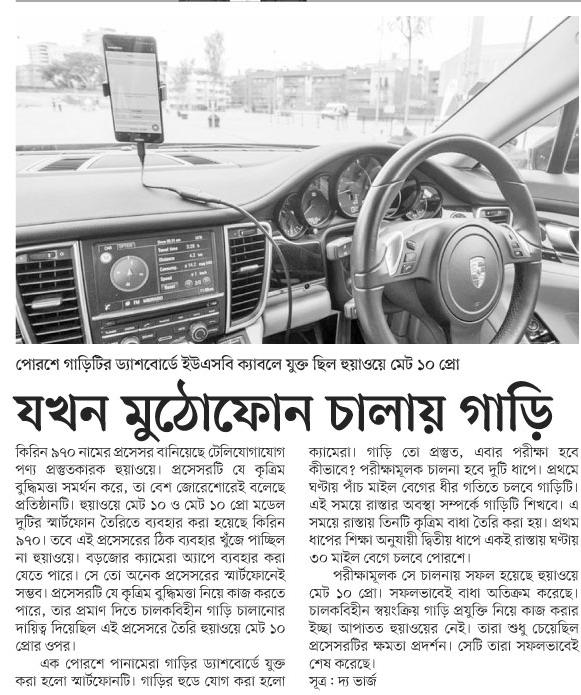 পোরশে গাড়িটির ড্যাশবোর্ডে ইউএসবি ক্যাবলে যুক্ত ছিল হুয়াওয়ে মেট ১০ প্রো
যখন মুঠোফোন চালায় গাড়ি
কিরিন ৯৭০ নামের প্রসেসর বানিয়েছে টেলিযোগাযোগ
পণ্য প্রস্তুতকারক হুয়াওয়ে। প্রসেসরটি যে কৃত্রিম
বুদ্ধিমত্তা সমর্থন করে, তা বেশ জোরেশোরেই বলেছে
প্রতিষ্ঠানটি। হুয়াওয়ে মেট ১০ ও মেট ১০ প্রো মডেল
দুটির স্মার্টফোন তৈরিতে ব্যবহার করা হয়েছে কিরিন
৯৭০। তবে এই প্রসেসরের ঠিক ব্যবহার খুঁজে পাচ্ছিল
না হুয়াওয়ে। বড়জোর ক্যামেরা অ্যাপে ব্যবহার করা
যেতে পারে। সে তো অনেক প্রসেসরের স্মার্টফোনেই
সম্ভব। প্রসেসরটি যে কৃত্রিম বুদ্ধিমত্তা নিয়ে কাজ করতে
পারে, তার প্রমাণ দিতে চালকবিহীন গাড়ি চালানোর
দায়িত্ব দিয়েছিল এই প্রসেসরে তৈরি হুয়াওয়ে মেট ১০
প্রোর ওপর।
এক পোরশে পানামেরা গাড়ির ড্যাশবোর্ডে যুক্ত
করা হলো স্মার্টফোনটি। গাড়ির হুডে যোগ করা হলো
ক্যামেরা। গাড়ি তো প্রস্তুত, এবার পরীক্ষা হবে
কীভাবে? পরীক্ষামূলক চালনা হবে দুটি ধাপে। প্রথমে
ঘণ্টায় পাঁচ মাইল বেগের ধীর গতিতে চলবে গাড়িটি।
এই সময়ে রাস্তার অবস্থা সম্পর্কে গাড়িটি শিখবে। এ
সময়ে রাস্তায় তিনটি কৃত্রিম বাধা তৈরি করা হয়। প্রথম
ধাপের শিক্ষা অনুযায়ী দ্বিতীয় ধাপে একই রাস্তায় ঘণ্টায়
৩০ মাইল বেগে চলবে পোরশে।
পরীক্ষামূলক সে চালনায় সফল হয়েছে হুয়াওয়ে
মেট ১০ প্রো। সফলভাবেই বাধা অতিক্রম করেছে।
চালকবিহীন স্বয়ংক্রিয় গাড়ি প্রযুক্তি নিয়ে কাজ করার
ইচ্ছা আপাতত হুয়াওয়ের নেই। তারা শুধু চেয়েছিল
প্রসেসরটির ক্ষমতা প্রদর্শন। সেটি তারা সফলভাবেই
শেষ করেছে।
সূত্র : দ্য ভার্জ